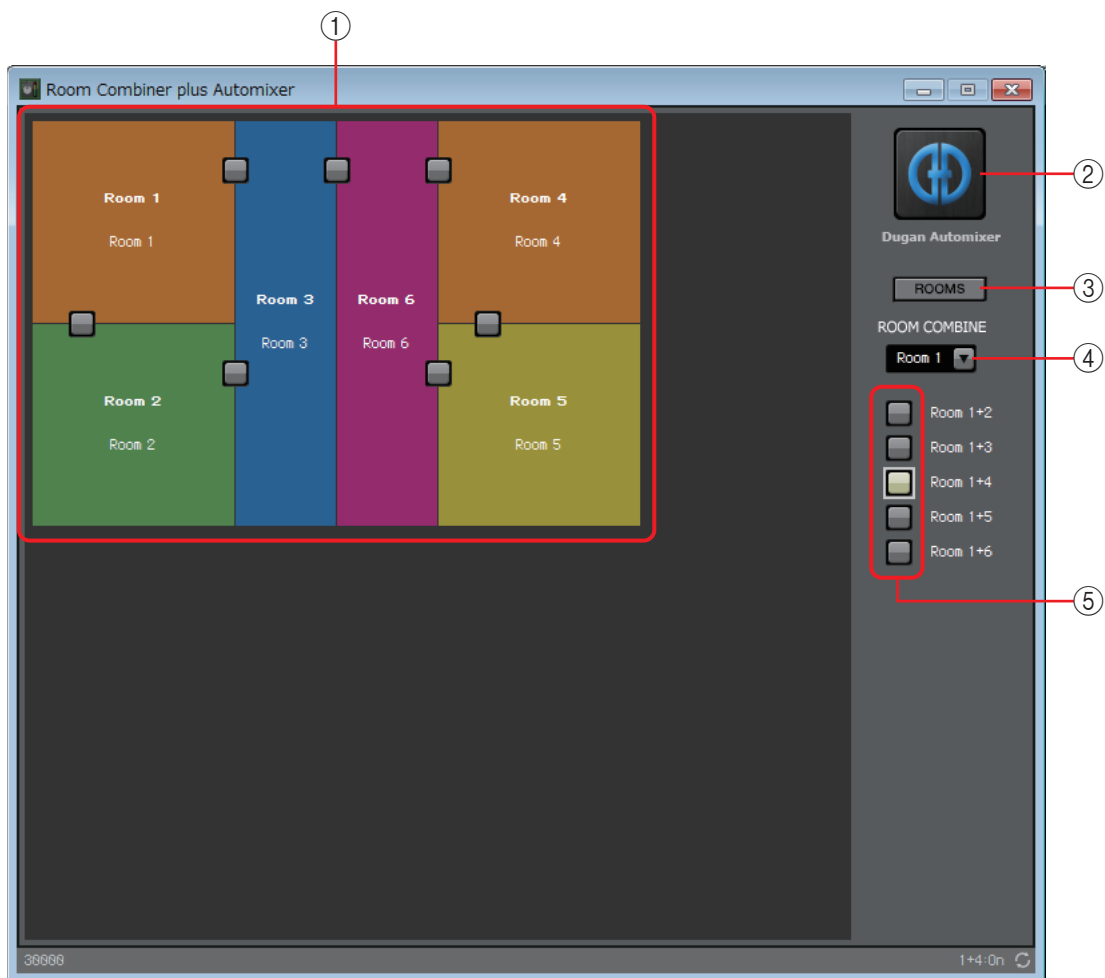 ①
Room Combiner plus Automixer
②
Dugan Automixer
③
ROOMS
ROOM COMBINE
④
Room 1
⑤
Room 1+2
Room 1+3
Room 1+4
Room 1+5
Room 1+6
Room 1
Room 1
Room 4
Room 4
Room 3
Room 3
Room 6
Room 6
Room 2
Room 2
Room 5
Room 5
30000
1+4:On